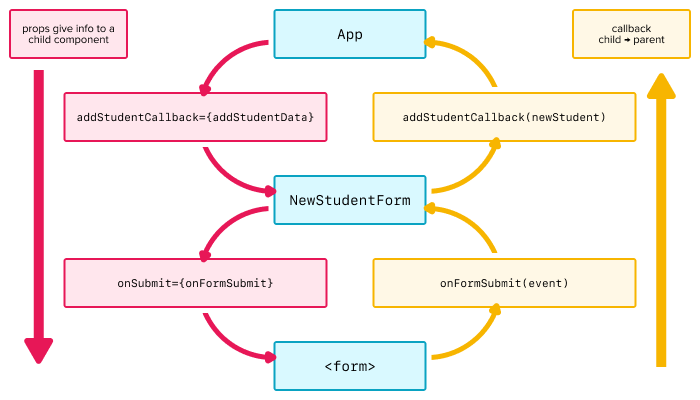 props give info to a
child component
App
callback
child → parent
addStudentCallback={addStudentData}
addStudentCallback(newStudent)
NewStudentForm
onSubmit={onFormSubmit}
onFormSubmit(event)
<form>